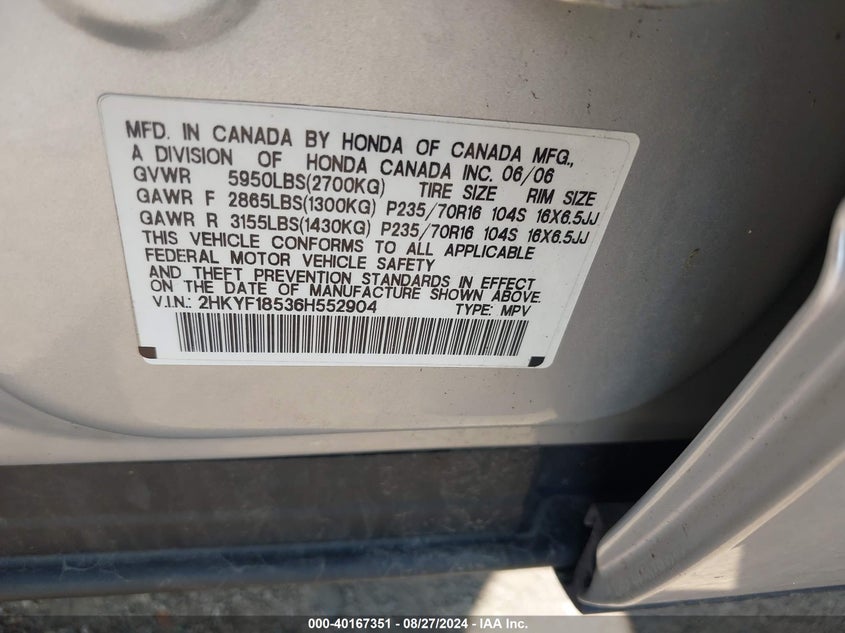 MFD. IN CANADA BY HONDA OF CANADA MFG.,
A DIVISION OF HONDA CANADA INC. 06/06
GVWR 5950LBS(2700KG) TIRE SIZE RIM SIZE
GAWR F 2865LBS(1300KG) P235/70R16 104S 16X6.5JJ
GAWR R 3155LBS(1430KG) P235/70R16 104S 16X6.5JJ
THIS VEHICLE CONFORMS TO ALL APPLICABLE
FEDERAL MOTOR VEHICLE SAFETY
AND THEFT PREVENTION STANDARDS IN EFFECT
ON THE DATE OF MANUFACTURE SHOWN ABOVE.
V.I.N.: 2HKYF18536H552904 TYPE: MPV
000-40167351 - 08/27/2024 - IAA Inc.